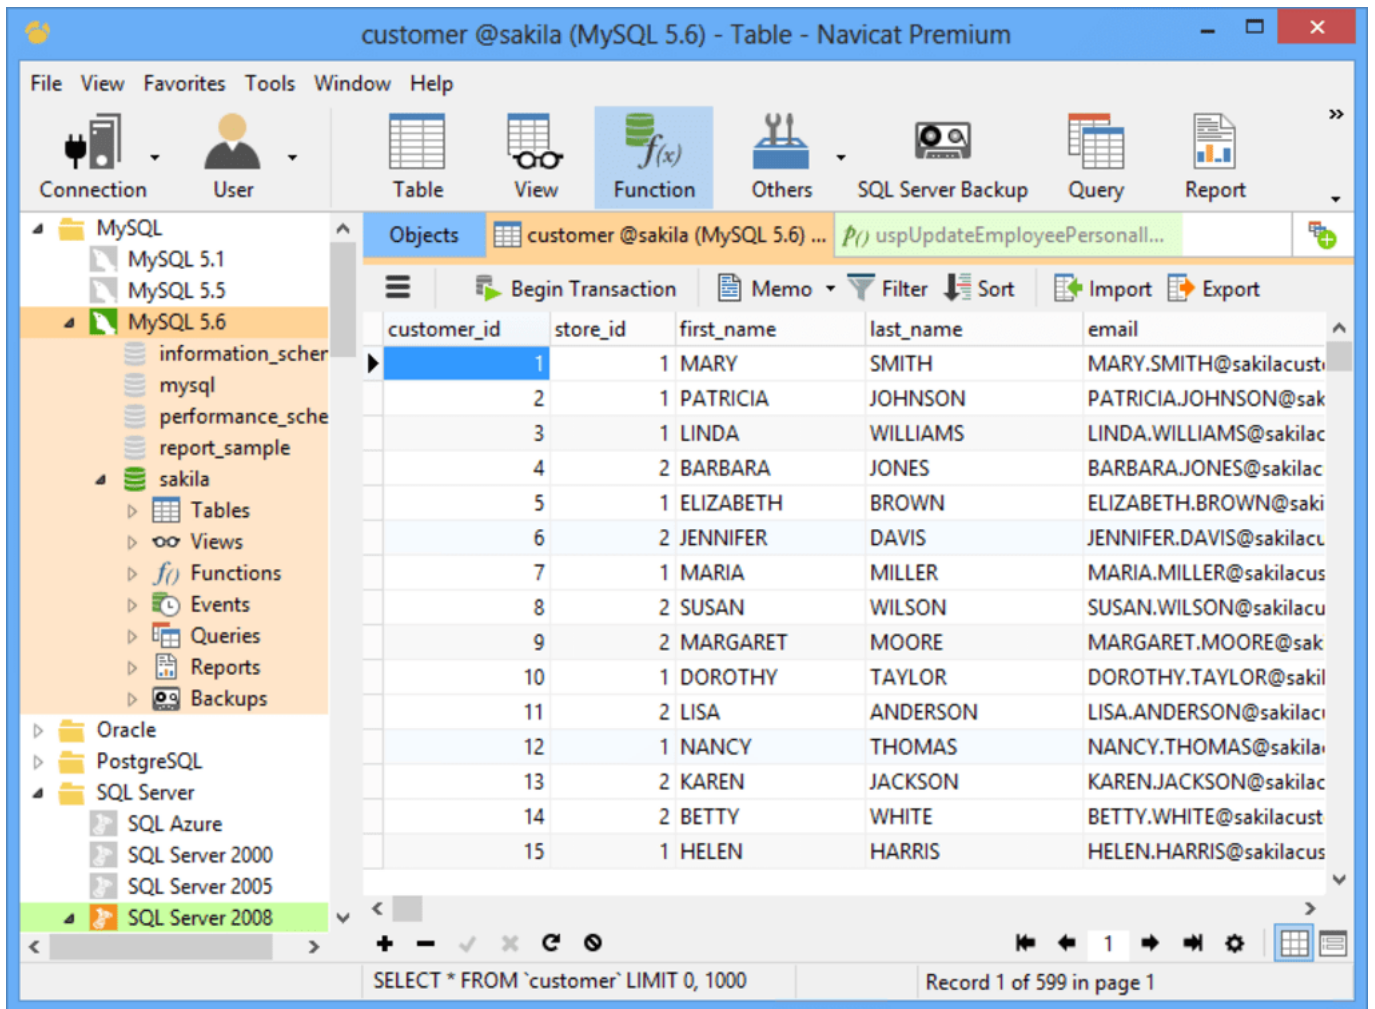 customer @sakila (MySQL 5.6) - Table - Navicat Premium
File View Favorites Tools Window Help
Connection User Table View Function Others SQL Server Backup Query Report
MySQL
MySQL 5.1
MySQL 5.5
MySQL 5.6
information_scher
mysql
performance_sche
report_sample
sakila
Tables
Views
Functions
Events
Queries
Reports
Backups
Oracle
PostgreSQL
SQL Server
SQL Azure
SQL Server 2000
SQL Server 2005
SQL Server 2008
Objects customer @sakila (MySQL 5.6) ... uspUpdateEmployeePersonalI...
Begin Transaction Memo Filter Sort Import Export
customer_id store_id first_name last_name email
1 1 MARY SMITH MARY.SMITH@sakilacust
2 1 PATRICIA JOHNSON PATRICIA.JOHNSON@sak
3 1 LINDA WILLIAMS LINDA.WILLIAMS@sakilac
4 2 BARBARA JONES BARBARA.JONES@sakilac
5 1 ELIZABETH BROWN ELIZABETH.BROWN@saki
6 2 JENNIFER DAVIS JENNIFER.DAVIS@sakilacu
7 1 MARIA MILLER MARIA.MILLER@sakilacus
8 2 SUSAN WILSON SUSAN.WILSON@sakilacu
9 2 MARGARET MOORE MARGARET.MOORE@sak
10 1 DOROTHY TAYLOR DOROTHY.TAYLOR@sakil
11 2 LISA ANDERSON LISA.ANDERSON@sakilac
12 1 NANCY THOMAS NANCY.THOMAS@sakila
13 2 KAREN JACKSON KAREN.JACKSON@sakilac
14 2 BETTY WHITE BETTY.WHITE@sakilacust
15 1 HELEN HARRIS HELEN.HARRIS@sakilacus
1
SELECT * FROM `customer` LIMIT 0, 1000 Record 1 of 599 in page 1